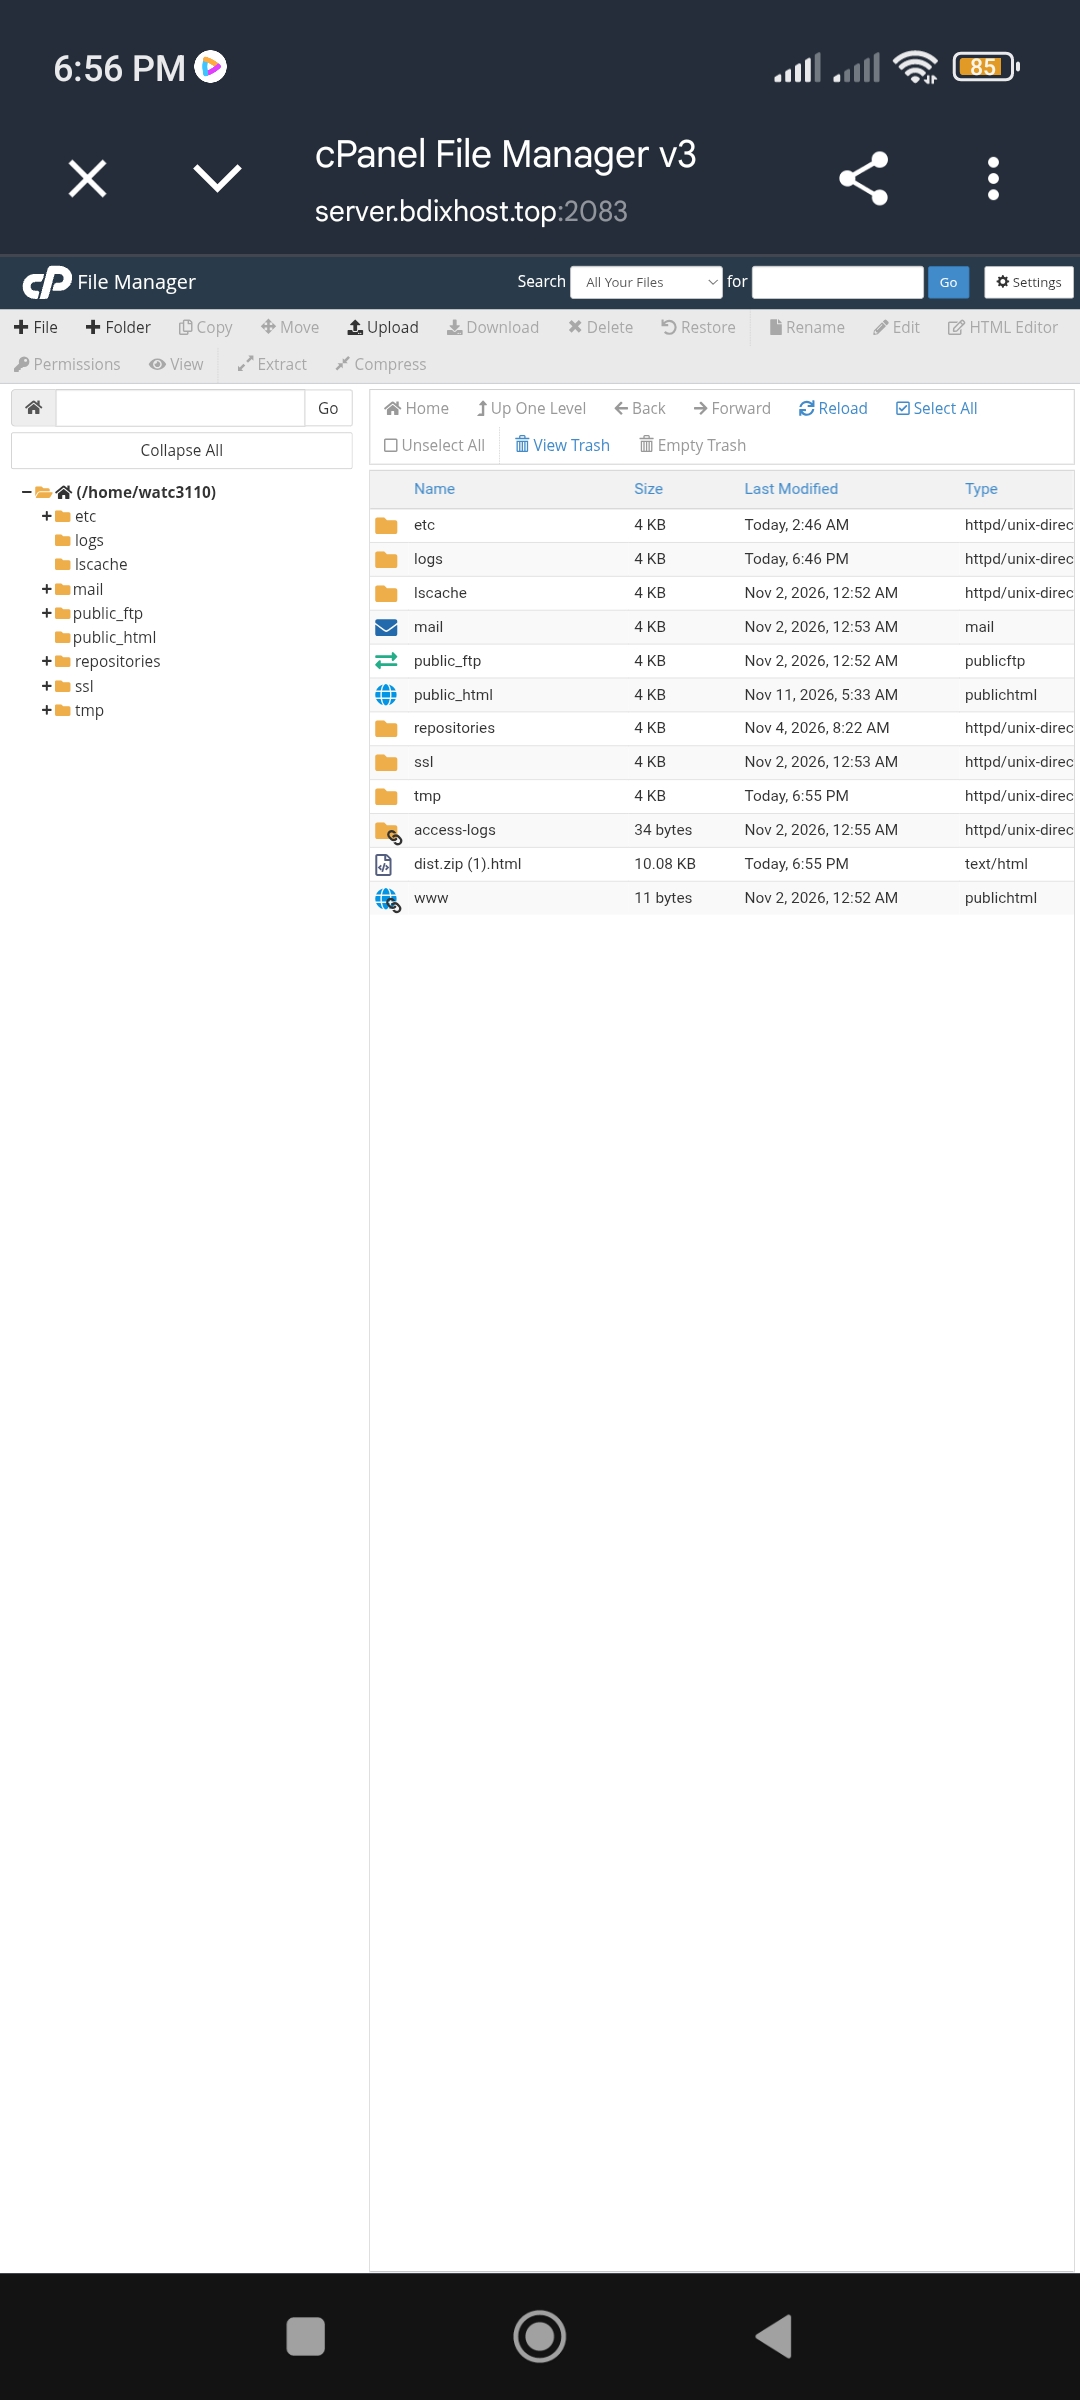 6:56 PM
85
cPanel File Manager v3
server.bdixhost.top:2083
cP File Manager Search All Your Files for Go Settings
File Folder Copy Move Upload Download Delete Restore Rename Edit HTML Editor
Permissions View Extract Compress
Go
Collapse All
(/home/watc3110)
etc
logs
lscache
mail
public_ftp
public_html
repositories
ssl
tmp
Home Up One Level Back Forward Reload Select All
Unselect All View Trash Empty Trash
Name Size Last Modified Type
etc 4 KB Today, 2:46 AM httpd/unix-direc
logs 4 KB Today, 6:46 PM httpd/unix-direc
lscache 4 KB Nov 2, 2026, 12:52 AM httpd/unix-direc
mail 4 KB Nov 2, 2026, 12:53 AM mail
public_ftp 4 KB Nov 2, 2026, 12:52 AM publicftp
public_html 4 KB Nov 11, 2026, 5:33 AM publichtml
repositories 4 KB Nov 4, 2026, 8:22 AM httpd/unix-direc
ssl 4 KB Nov 2, 2026, 12:53 AM httpd/unix-direc
tmp 4 KB Today, 6:55 PM httpd/unix-direc
access-logs 34 bytes Nov 2, 2026, 12:55 AM httpd/unix-direc
dist.zip (1).html 10.08 KB Today, 6:55 PM text/html
www 11 bytes Nov 2, 2026, 12:52 AM publichtml